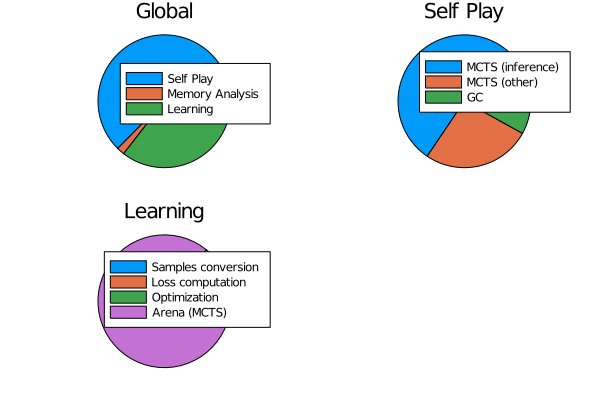 Global
Self Play
Memory Analysis
Learning
Self Play
MCTS (inference)
MCTS (other)
GC
Learning
Samples conversion
Loss computation
Optimization
Arena (MCTS)